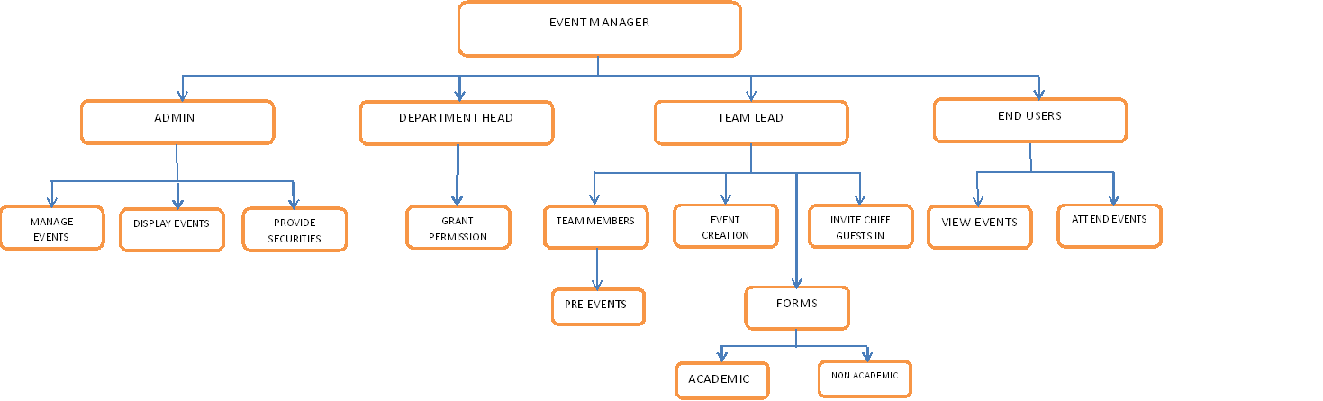 EVENT MANAGER
ADMIN
DEPARTMENT HEAD
TEAM LEAD
END USERS
MANAGE
EVENTS
DISPLAY EVENTS
PROVIDE
SECURITIES
GRANT
PERMISSION
TEAM MEMBERS
EVENT
CREATION
INVITE CHIEF
GUESTS IN
VIEW EVENTS
ATTEND EVENTS
PRE-EVENTS
FORMS
ACADEMIC
NON ACADEMIC